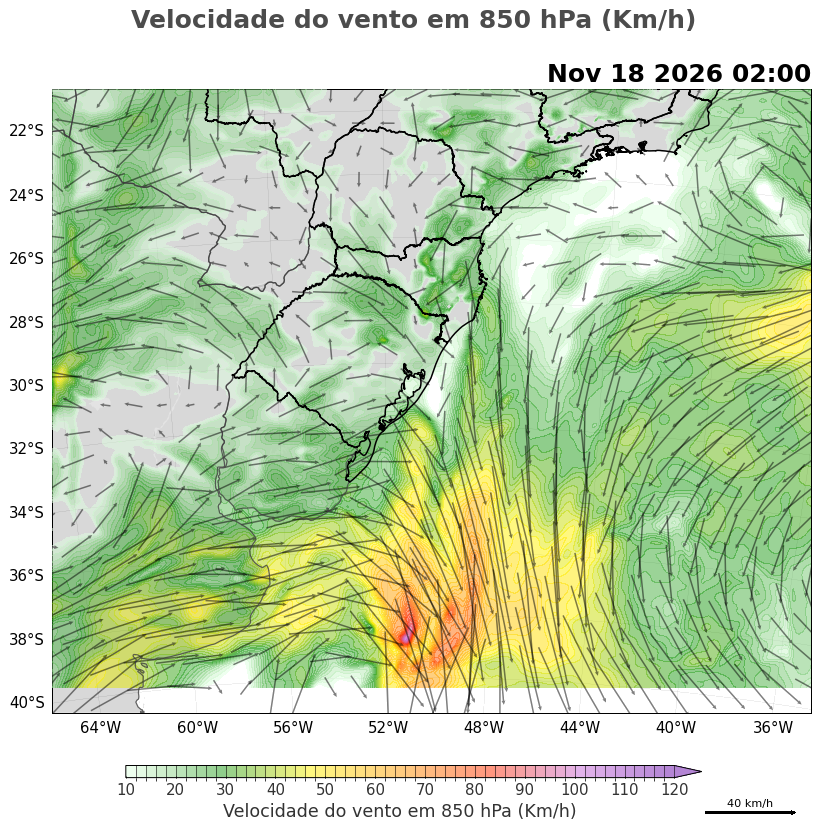 Velocidade do vento em 850 hPa (Km/h)
Nov 18 2026 02:00
22°S
24°S
26°S
28°S
30°S
32°S
34°S
36°S
38°S
40°S
64°W 60°W 56°W 52°W 48°W 44°W 40°W 36°W
10 20 30 40 50 60 70 80 90 100 110 120
Velocidade do vento em 850 hPa (Km/h)
40 km/h